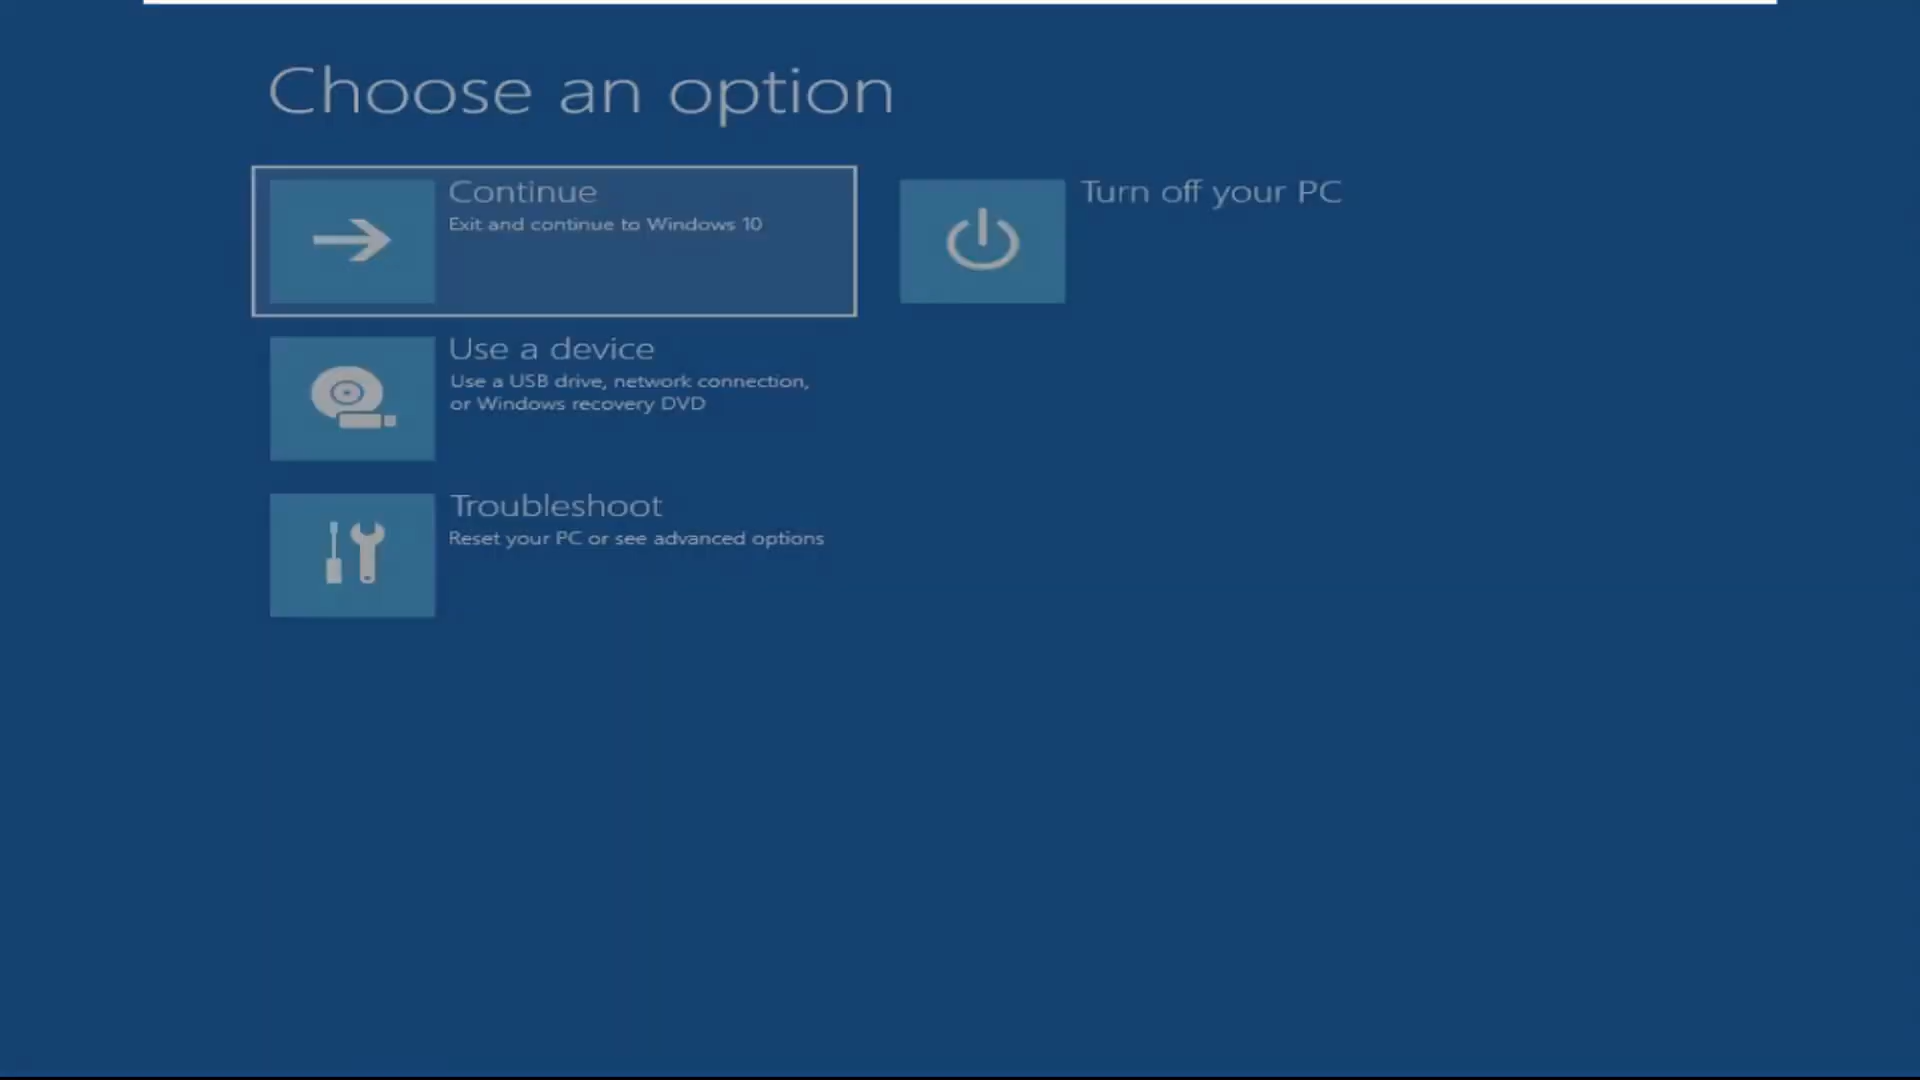 Choose an option
Continue
Exit and continue to Windows 10
Turn off your PC
Use a device
Use a USB drive, network connection,
or Windows recovery DVD
Troubleshoot
Reset your PC or see advanced options